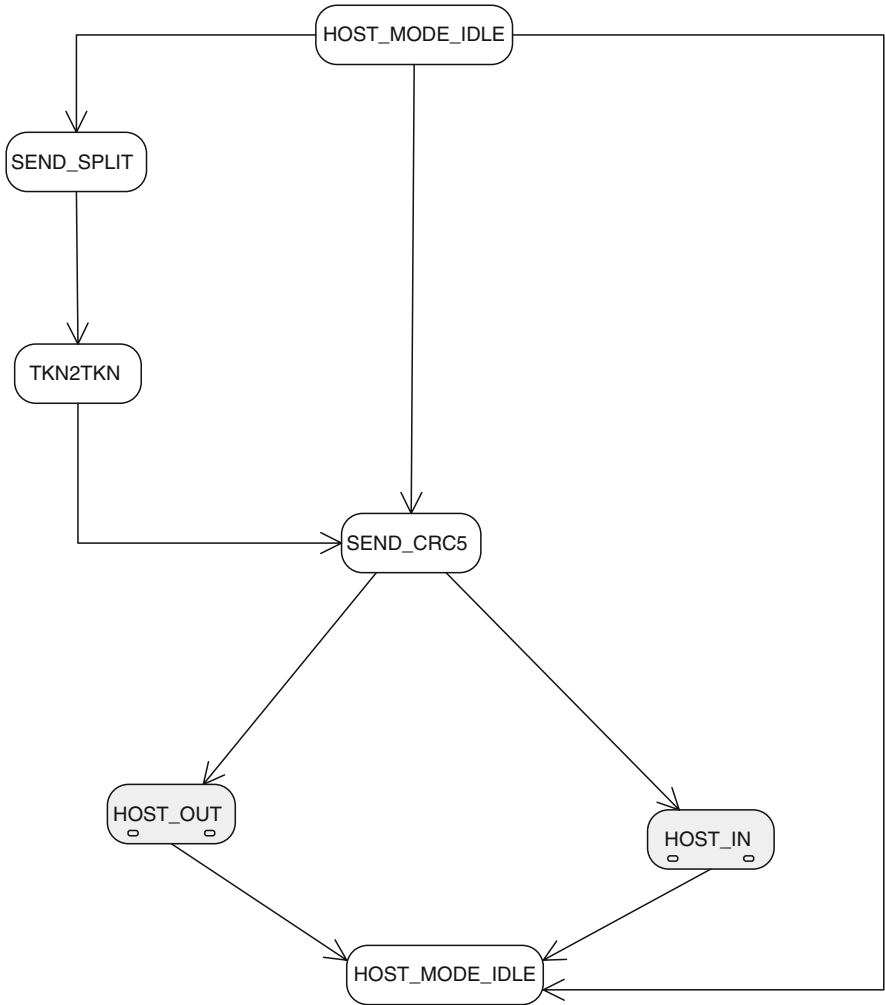 HOST_MODE_IDLE
SEND_SPLIT
TKN2TKN
SEND_CRC5
HOST_OUT
HOST_IN
HOST_MODE_IDLE